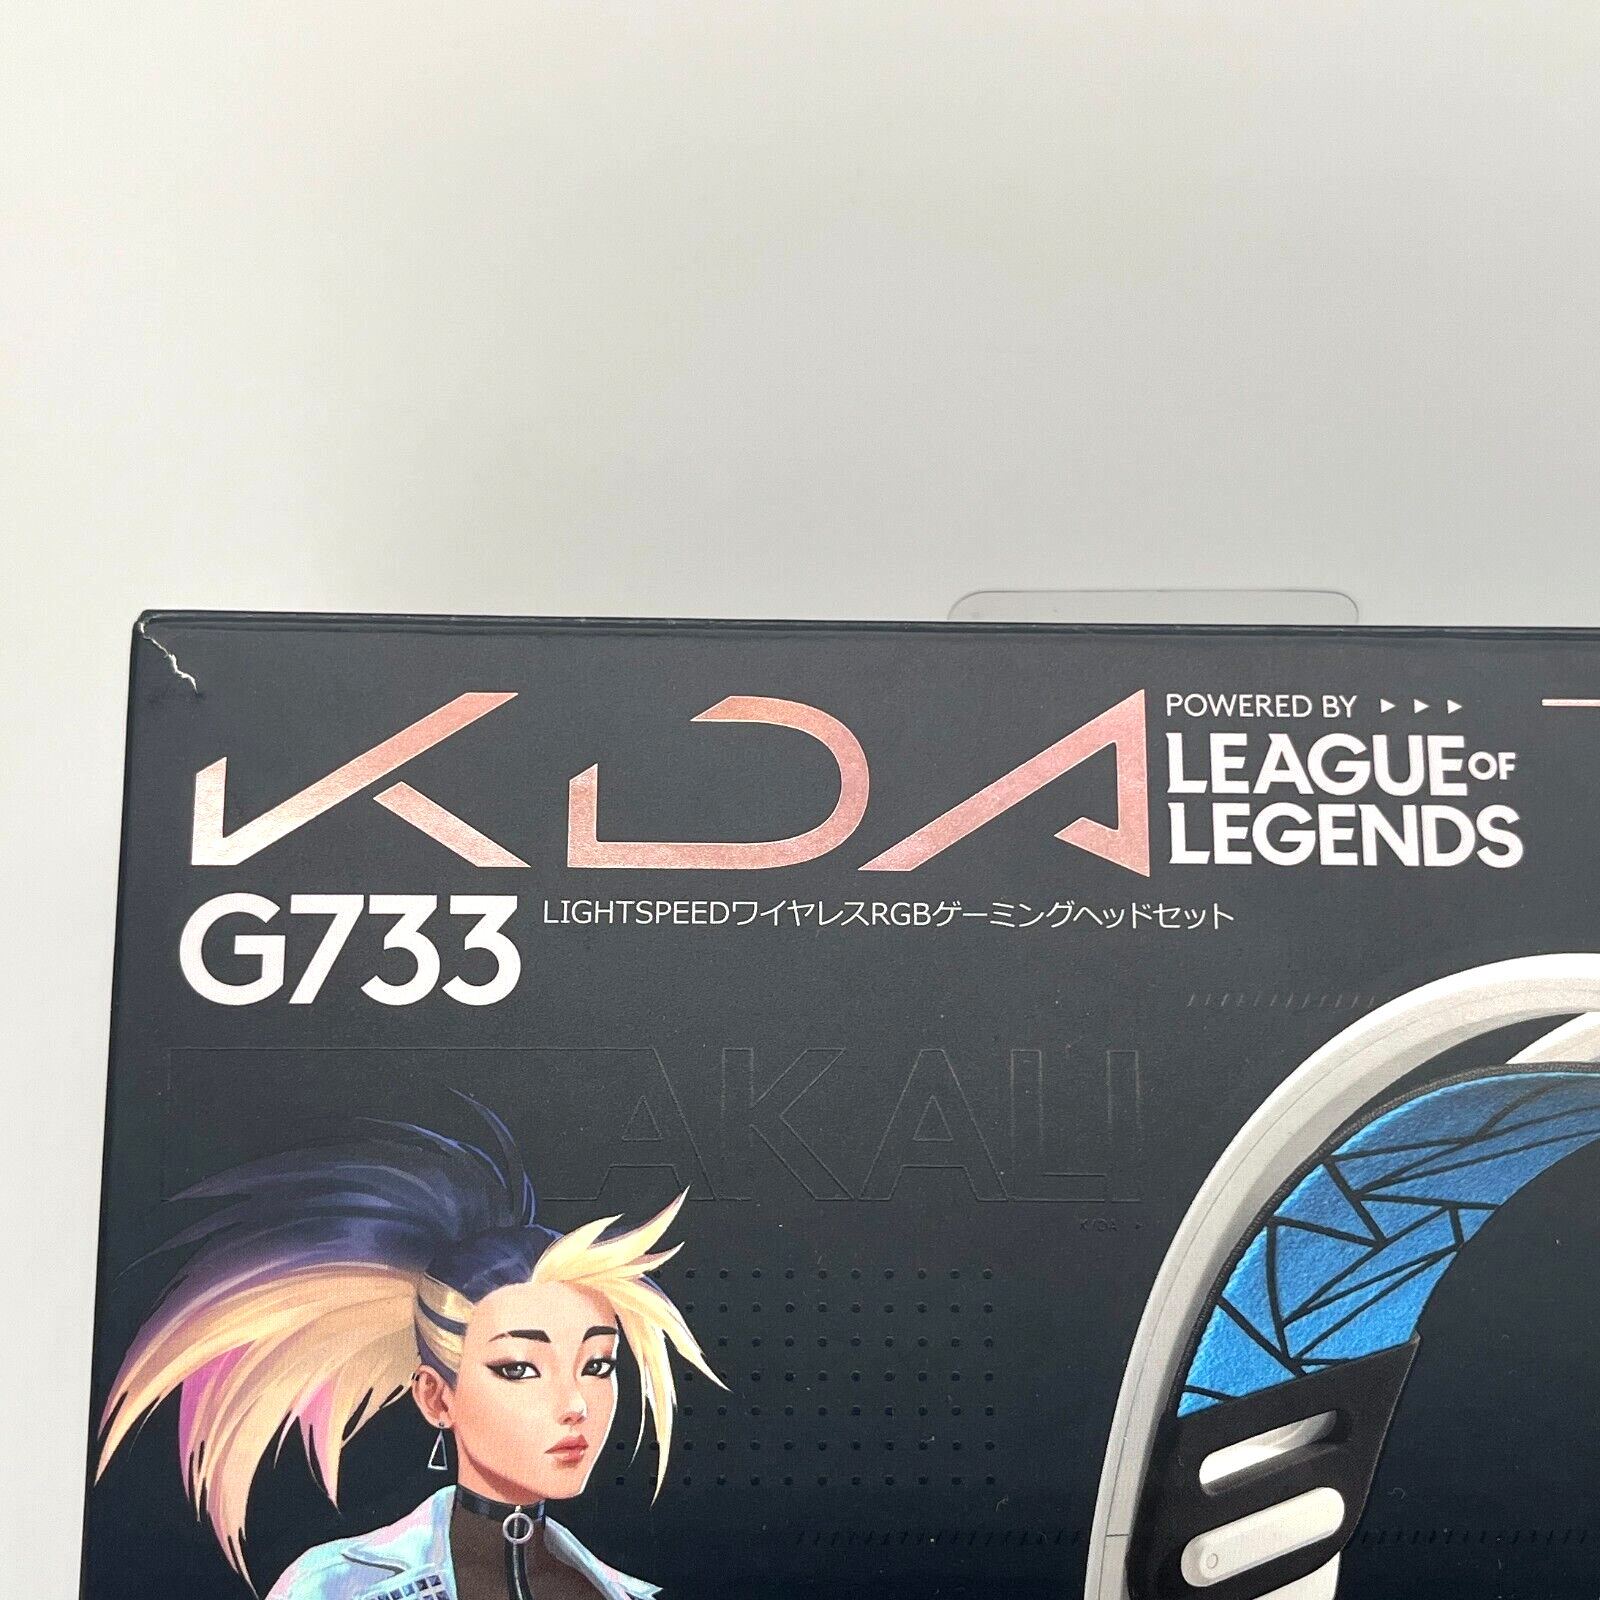 KDA
POWERED BY
LEAGUE OF
LEGENDS
G733
LIGHTSPEEDワイヤレスRGBゲーミングヘッドセット
AKALI
K/DA